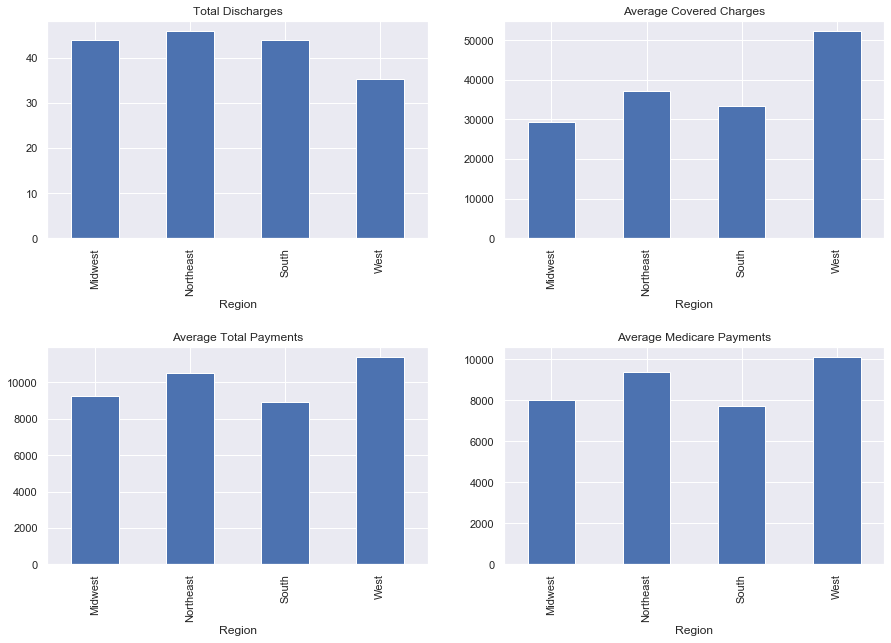 Total Discharges
40
30
20
10
0
Midwest
Northeast
South
West
Region
Average Covered Charges
50000
40000
30000
20000
10000
0
Midwest
Northeast
South
West
Region
Average Total Payments
10000
8000
6000
4000
2000
0
Midwest
Northeast
South
West
Region
Average Medicare Payments
10000
8000
6000
4000
2000
0
Midwest
Northeast
South
West
Region